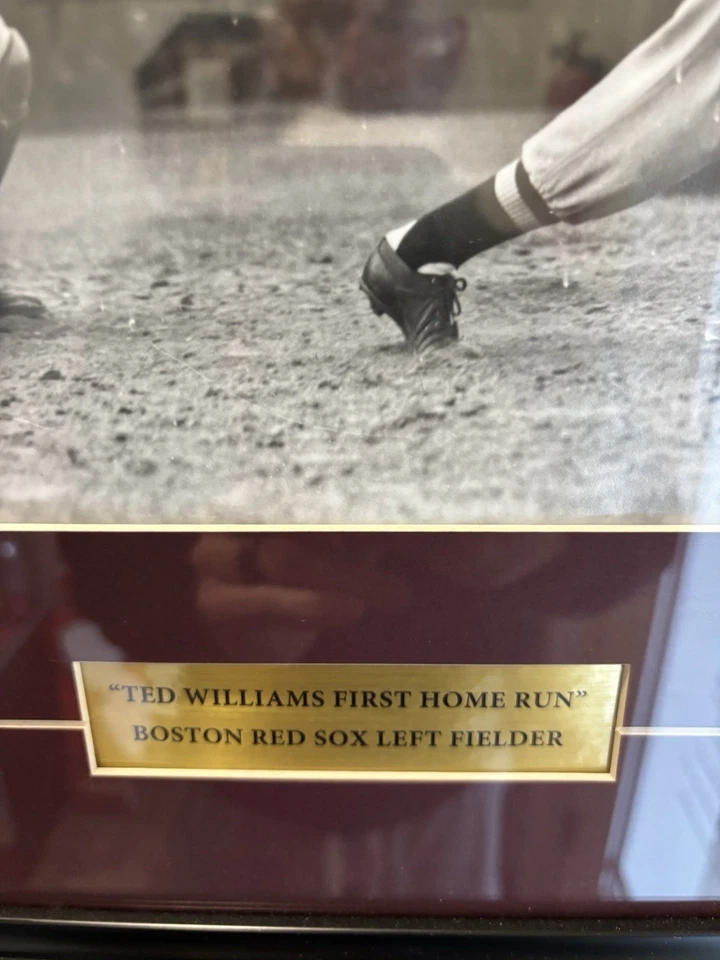 “TED WILLIAMS FIRST HOME RUN”
BOSTON RED SOX LEFT FIELDER